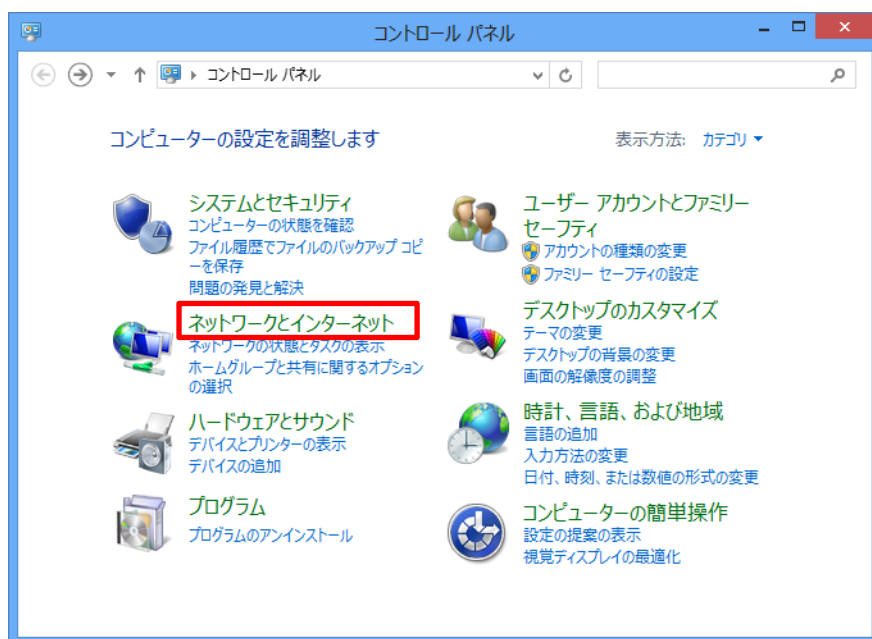 コントロール パネル
コントロール パネル
コンピューターの設定を調整します
表示方法: カテゴリ
システムとセキュリティ
コンピューターの状態を確認
ファイル履歴でファイルのバックアップ コピ
ーを保存
問題の発見と解決
ネットワークとインターネット
ネットワークの状態とタスクの表示
ホームグループと共有に関するオプション
の選択
ハードウェアとサウンド
デバイスとプリンターの表示
デバイスの追加
プログラム
プログラムのアンインストール
ユーザー アカウントとファミリー
セーフティ
アカウントの種類の変更
ファミリー セーフティの設定
デスクトップのカスタマイズ
テーマの変更
デスクトップの背景の変更
画面の解像度の調整
時計、言語、および地域
言語の追加
入力方法の変更
日付、時刻、または数値の形式の変更
コンピューターの簡単操作
設定の提案の表示
視覚ディスプレイの最適化